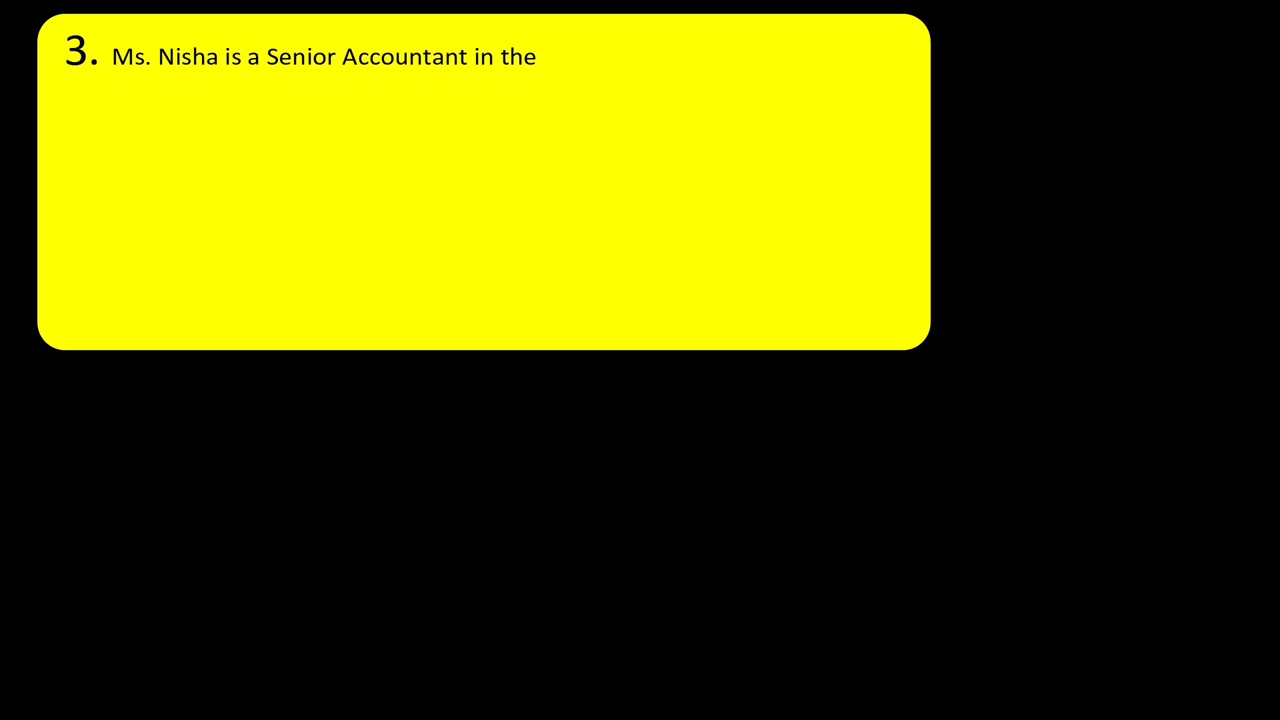 3. Ms. Nisha is a Senior Accountant in the